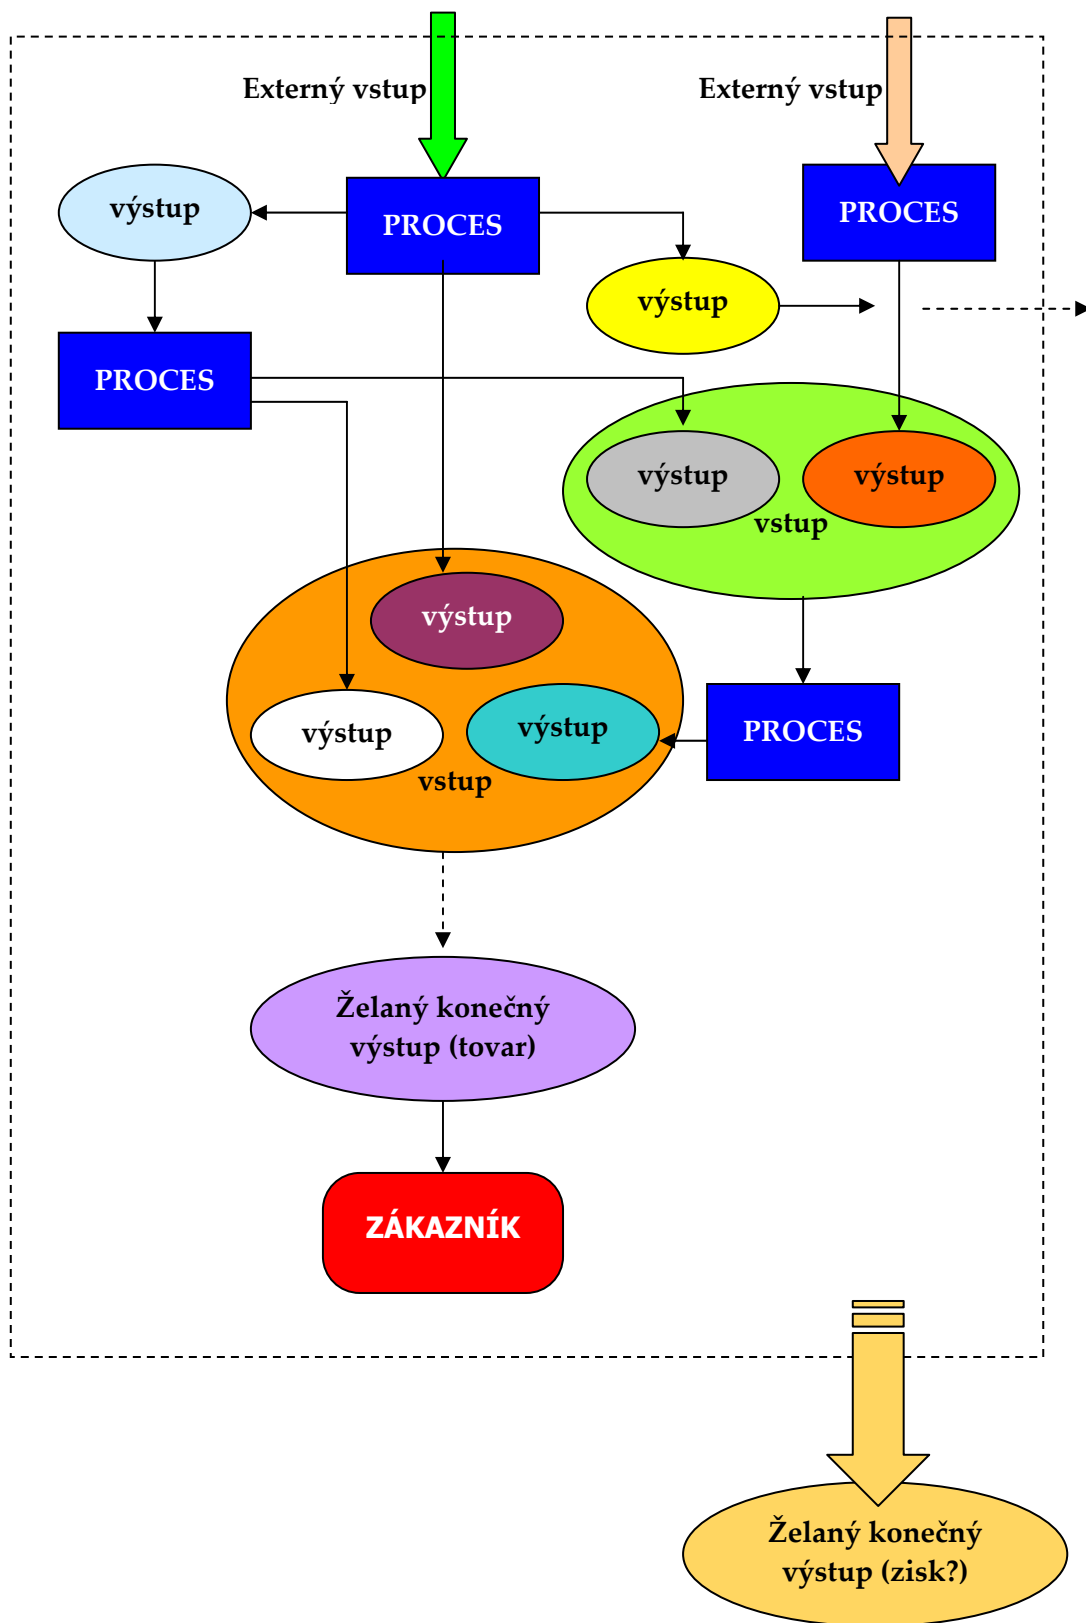 Externý vstup
Externý vstup
výstup
PROCES
PROCES
výstup
PROCES
výstup
výstup
vstup
výstup
výstup
výstup
PROCES
vstup
Želaný konečný
výstup (tovar)
ZÁKAZNÍK
Želaný konečný
výstup (zisk?)